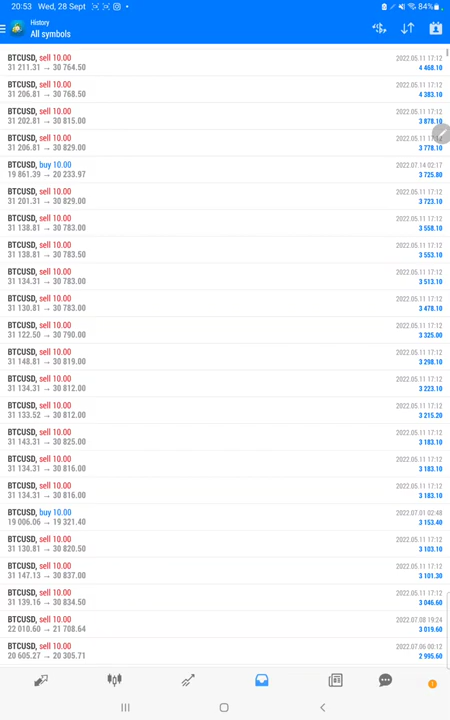 20:53 Wed, 28 Sept 84%
History
All symbols
BTCUSD, sell 10.00 2022.05.11 17:12
31 211.31 → 30 764.50 4 468.10
BTCUSD, sell 10.00 2022.05.11 17:12
31 206.81 → 30 768.50 4 383.10
BTCUSD, sell 10.00 2022.05.11 17:12
31 202.81 → 30 815.00 3 878.10
BTCUSD, sell 10.00 2022.05.11 17:12
31 206.81 → 30 829.00 3 778.10
BTCUSD, buy 10.00 2022.07.14 02:17
19 861.39 → 20 233.97 3 725.80
BTCUSD, sell 10.00 2022.05.11 17:12
31 201.31 → 30 829.00 3 723.10
BTCUSD, sell 10.00 2022.05.11 17:12
31 138.81 → 30 783.00 3 558.10
BTCUSD, sell 10.00 2022.05.11 17:12
31 138.81 → 30 783.50 3 553.10
BTCUSD, sell 10.00 2022.05.11 17:12
31 134.31 → 30 783.00 3 513.10
BTCUSD, sell 10.00 2022.05.11 17:12
31 130.81 → 30 783.00 3 478.10
BTCUSD, sell 10.00 2022.05.11 17:12
31 122.50 → 30 790.00 3 325.00
BTCUSD, sell 10.00 2022.05.11 17:12
31 148.81 → 30 819.00 3 298.10
BTCUSD, sell 10.00 2022.05.11 17:12
31 134.31 → 30 812.00 3 223.10
BTCUSD, sell 10.00 2022.05.11 17:12
31 133.52 → 30 812.00 3 215.20
BTCUSD, sell 10.00 2022.05.11 17:12
31 143.31 → 30 825.00 3 183.10
BTCUSD, sell 10.00 2022.05.11 17:12
31 134.31 → 30 816.00 3 183.10
BTCUSD, sell 10.00 2022.05.11 17:12
31 134.31 → 30 816.00 3 183.10
BTCUSD, buy 10.00 2022.07.01 02:48
19 006.06 → 19 321.40 3 153.40
BTCUSD, sell 10.00 2022.05.11 17:12
31 130.81 → 30 820.50 3 103.10
BTCUSD, sell 10.00 2022.05.11 17:12
31 147.13 → 30 837.00 3 101.30
BTCUSD, sell 10.00 2022.05.11 17:12
31 139.16 → 30 834.50 3 046.60
BTCUSD, sell 10.00 2022.07.08 19:24
22 010.60 → 21 708.64 3 019.60
BTCUSD, sell 10.00 2022.07.06 00:12
20 605.27 → 20 305.71 2 995.60